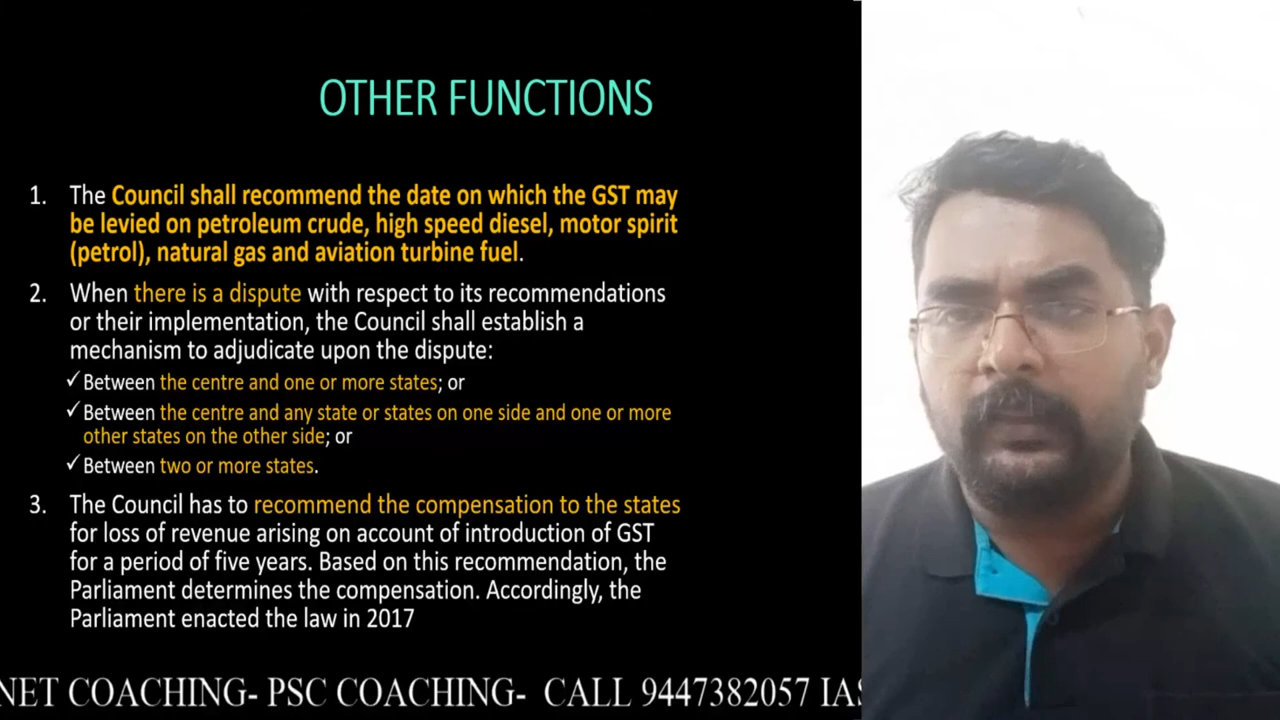 OTHER FUNCTIONS
1. The Council shall recommend the date on which the GST may
be levied on petroleum crude, high speed diesel, motor spirit
(petrol), natural gas and aviation turbine fuel.
2. When there is a dispute with respect to its recommendations
or their implementation, the Council shall establish a
mechanism to adjudicate upon the dispute:
✓Between the centre and one or more states; or
✓Between the centre and any state or states on one side and one or more
other states on the other side; or
✓Between two or more states.
3. The Council has to recommend the compensation to the states
for loss of revenue arising on account of introduction of GST
for a period of five years. Based on this recommendation, the
Parliament determines the compensation. Accordingly, the
Parliament enacted the law in 2017
NET COACHING- PSC COACHING- CALL 9447382057 IAS